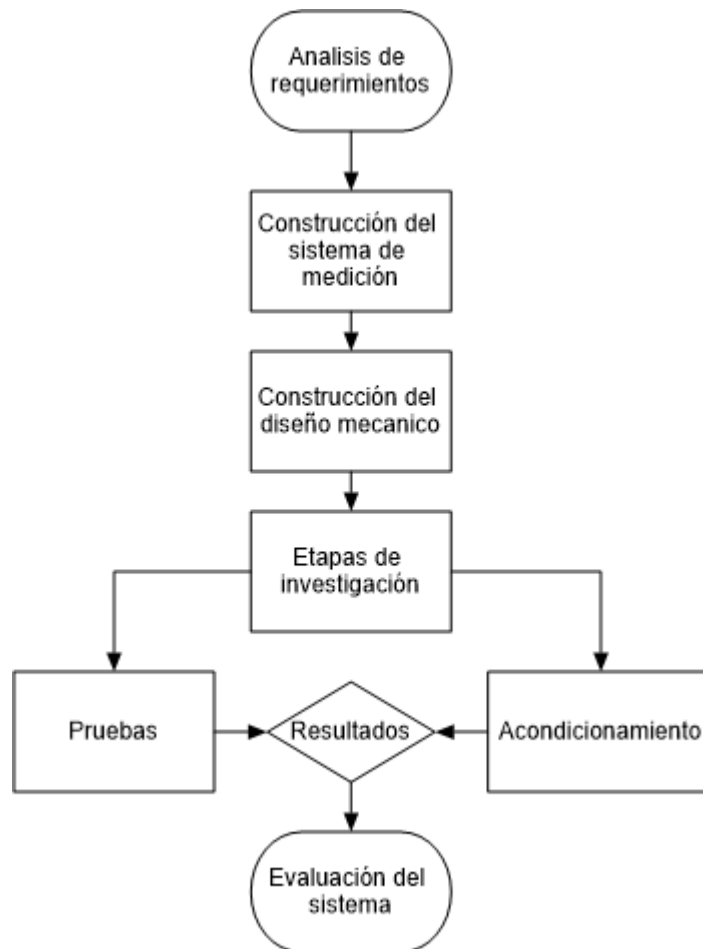 Analisis de
requerimientos
Construcción del
sistema de
medición
Construcción del
diseño mecanico
Etapas de
investigación
Pruebas
Resultados
Acondicionamiento
Evaluación del
sistema